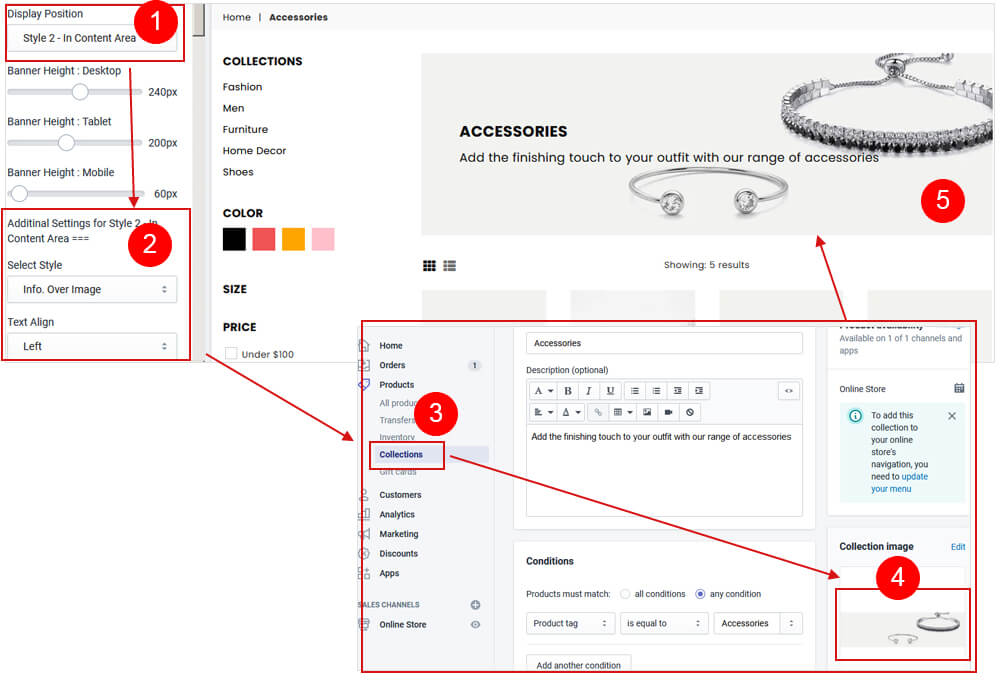 Display Position
1
Style 2 - In Content Area
Banner Height : Desktop
240px
Banner Height : Tablet
200px
Banner Height : Mobile
60px
Additinal Settings for Style 2 - In
Content Area ===
2
Select Style
Info. Over Image
Text Align
Left
Home | Accessories
COLLECTIONS
Fashion
Men
Furniture
Home Decor
Shoes
COLOR
SIZE
PRICE
Under $100
ACCESSORIES
Add the finishing touch to your outfit with our range of accessories
5
Showing: 5 results
Home
Orders
1
Products
All produc
Transfers
3
Inventory
Collections
Gift cards
Customers
Analytics
Marketing
Discounts
Apps
SALES CHANNELS
Online Store
Accessories
Description (optional)
A B I U
A
Add the finishing touch to your outfit with our range of accessories
Conditions
Products must match: all conditions any condition
Product tag is equal to Accessories
Add another condition
Product availability
Available on 1 of 1 channels and
apps
Online Store
To add this
collection to
your online
store's
navigation, you
need to update
your menu
Collection image Edit
4